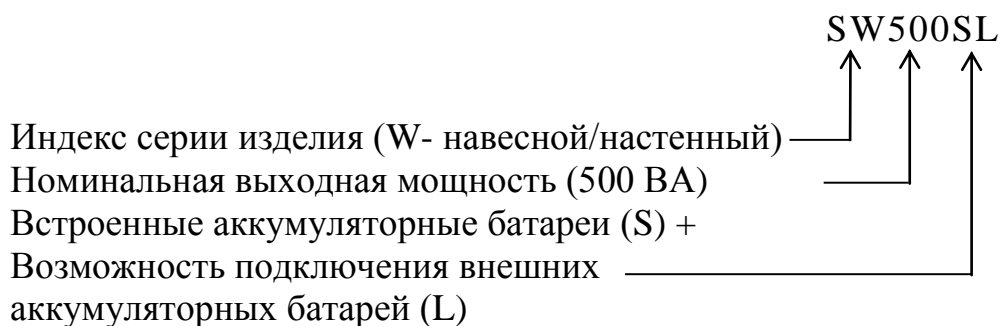 SW500SL
Индекс серии изделия (W- навесной/настенный)
Номинальная выходная мощность (500 ВА)
Встроенные аккумуляторные батареи (S) +
Возможность подключения внешних
аккумуляторных батарей (L)